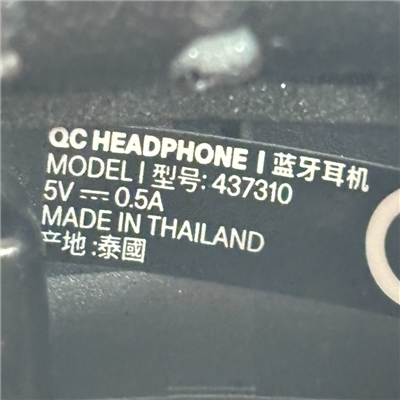 QC HEADPHONE | 蓝牙耳机
MODEL | 型号: 437310
5V ⎓ 0.5A
MADE IN THAILAND
产地 :泰國